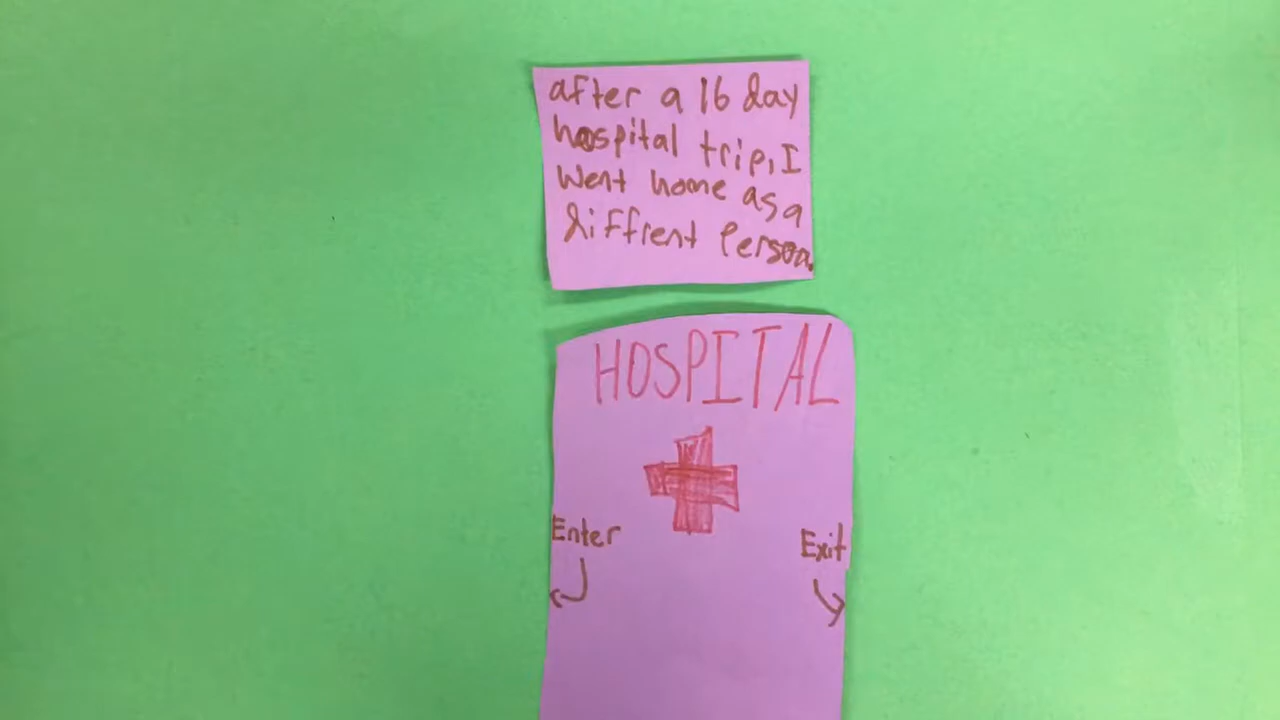 after a 16 day
hospital trip, I
Went home as a
diffrent Person.
HOSPITAL
Enter
Exit